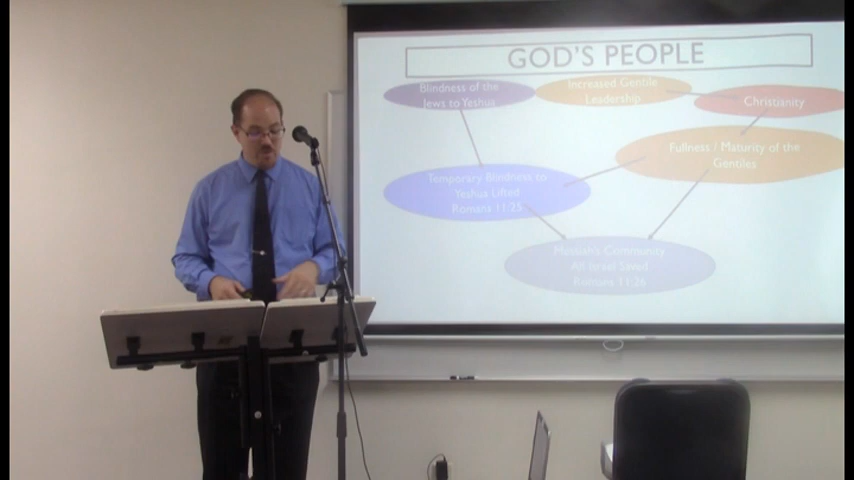 GOD'S PEOPLE
Blindness of the
Jews to Yeshua
Increased Gentile
Leadership
Christianity
Fullness / Maturity of the
Gentiles
Temporary Blindness to
Yeshua Lifted
Romans 11:25
Messiah's Community
All Israel Saved
Romans 11:26